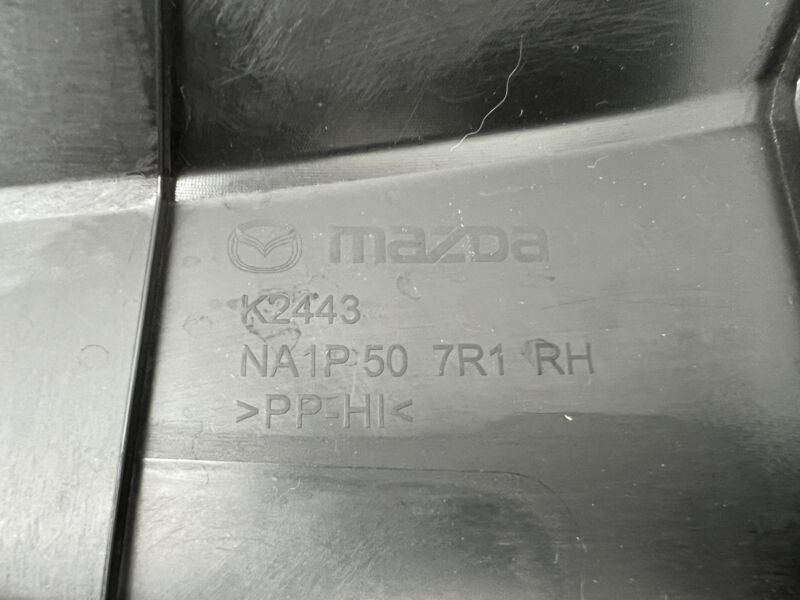 mazda
K2443
NA1P 50 7R1 RH
>PP-HI<